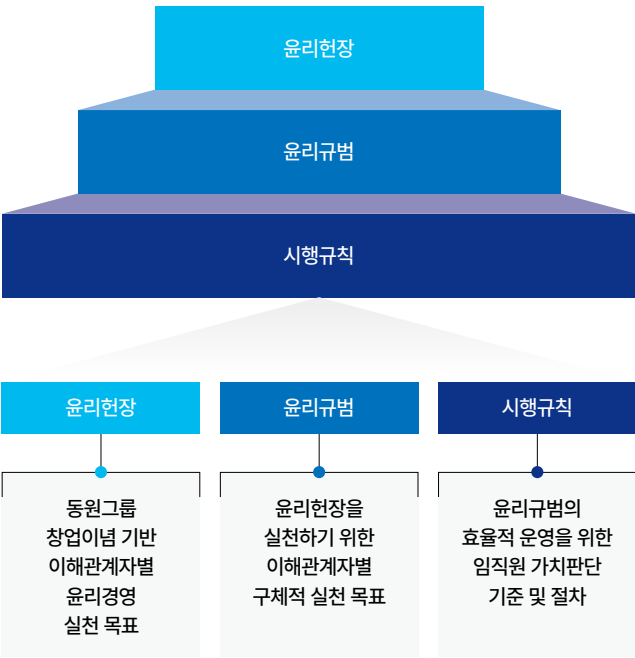 윤리헌장
윤리규범
시행규칙
윤리헌장
동원그룹
창업이념 기반
이해관계자별
윤리경영
실천 목표
윤리규범
윤리헌장을
실천하기 위한
이해관계자별
구체적 실천 목표
시행규칙
윤리규범의
효율적 운영을 위한
임직원 가치판단
기준 및 절차